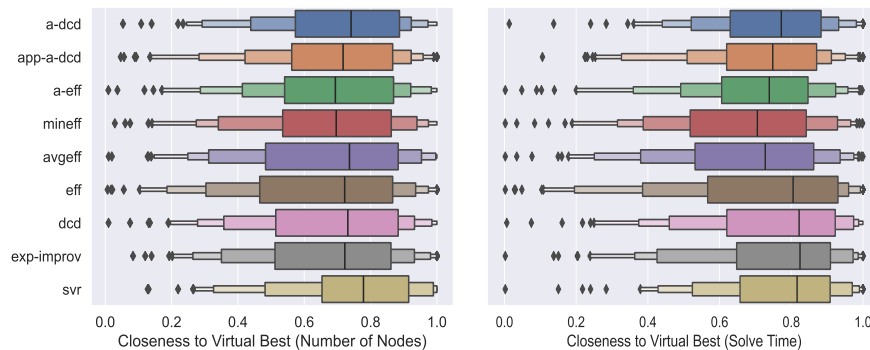 a-dcd
app-a-dcd
a-eff
mineff
avgeff
eff
dcd
exp-improv
svr
0.0 0.2 0.4 0.6 0.8 1.0
Closeness to Virtual Best (Number of Nodes)
0.0 0.2 0.4 0.6 0.8 1.0
Closeness to Virtual Best (Solve Time)